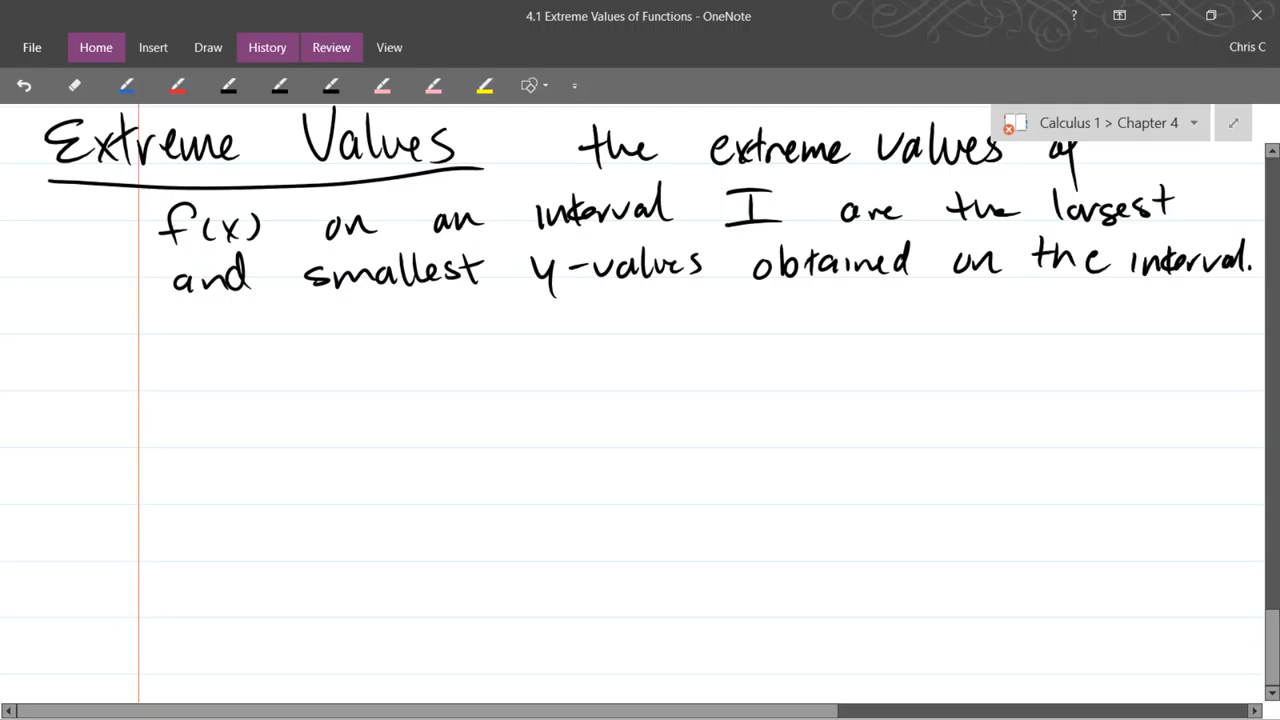 4.1 Extreme Values of Functions - OneNote
?
File Home Insert Draw History Review View Chris C
Calculus 1 > Chapter 4
Extreme Values the extreme values of
f(x) on an interval I are the largest
and smallest y-values obtained on the interval.